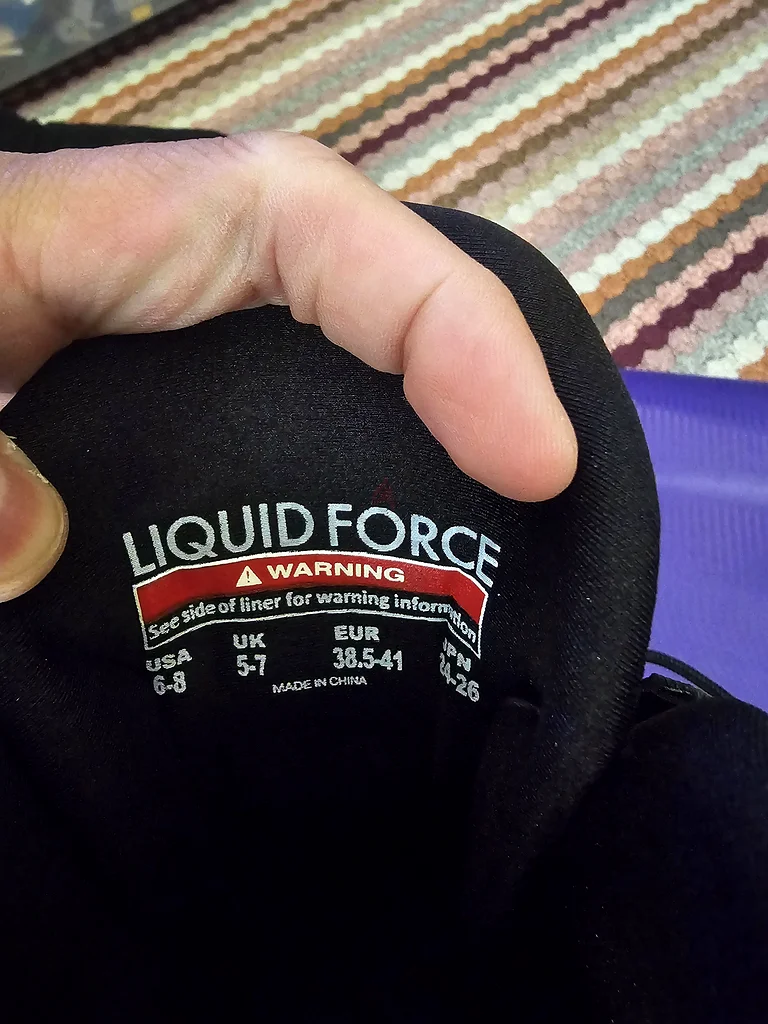 LIQUID FORCE
⚠ WARNING
See side of liner for warning information
USA UK EUR JPN
6-8 5-7 38.5-41 24-26
MADE IN CHINA